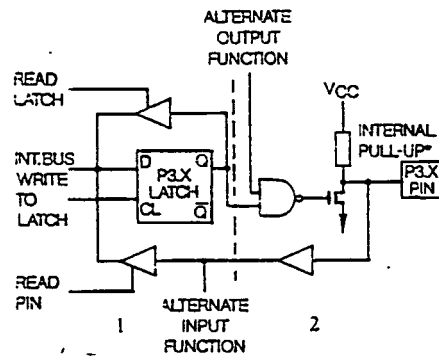 ALTERNATE
OUTPUT
FUNCTION
READ
LATCH
VCC
INTERNAL
PULL-UP*
INT.BUS
WRITE
TO
LATCH
D
Q
P3.X
LATCH
CL
Q̅
P3.X
PIN
READ
PIN
ALTERNATE
INPUT
FUNCTION
1
2